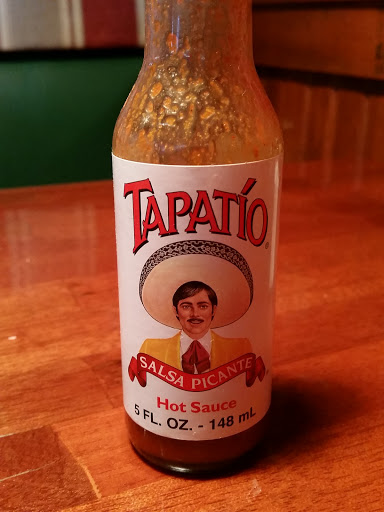 TAPATÍO
SALSA PICANTE
Hot Sauce
5 FL. OZ. - 148 mL